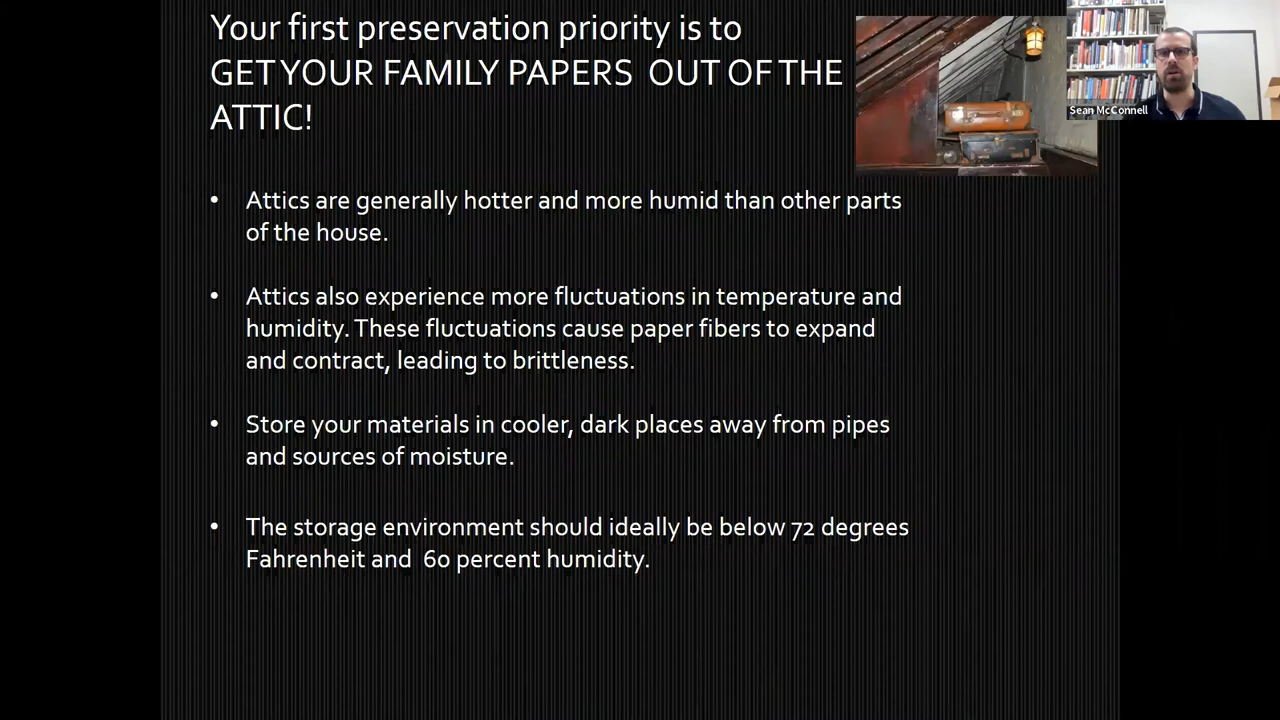 Your first preservation priority is to
GET YOUR FAMILY PAPERS OUT OF THE
ATTIC!
Sean McConnell
• Attics are generally hotter and more humid than other parts
of the house.
• Attics also experience more fluctuations in temperature and
humidity. These fluctuations cause paper fibers to expand
and contract, leading to brittleness.
• Store your materials in cooler, dark places away from pipes
and sources of moisture.
• The storage environment should ideally be below 72 degrees
Fahrenheit and 60 percent humidity.